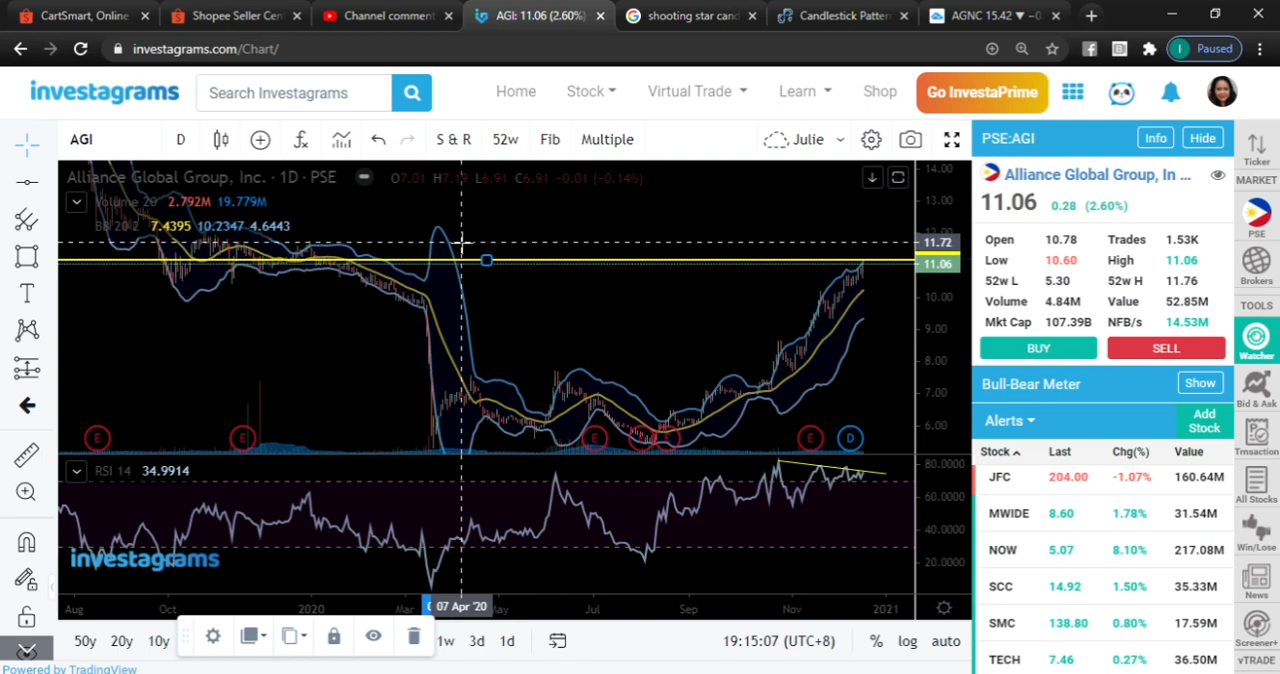 CartSmart, Online
Shopee Seller Cen
Channel comment
AGI: 11.06 (2.60%)
shooting star canc
Candlestick Patter
AGNC 15.42 ▼ −0
investagrams.com/Chart/
Paused
investagrams
Search Investagrams
Home
Stock
Virtual Trade
Learn
Shop
Go InvestaPrime
AGI
D
S & R
52w
Fib
Multiple
Julie
Alliance Global Group, Inc. · 1D · PSE
O7.01 H7.19 L6.91 C6.91 −0.01 (−0.14%)
Volume 20 2.792M 19.779M
BB 20 2 7.4395 10.2347 4.6443
14.00
13.00
12.00
11.72
11.06
10.00
9.00
8.00
7.00
6.00
E
E
E
E
E
D
RSI 14 34.9914
80.0000
60.0000
40.0000
20.0000
investagrams
Aug
Oct
2020
Mar
07 Apr '20
May
Jul
Sep
Nov
2021
50y
20y
10y
1w
3d
1d
19:15:07 (UTC+8)
%
log
auto
Powered by TradingView
PSE:AGI
Info
Hide
Alliance Global Group, In ...
11.06 0.28 (2.60%)
Open 10.78 Trades 1.53K
Low 10.60 High 11.06
52w L 5.30 52w H 11.76
Volume 4.84M Value 52.85M
Mkt Cap 107.39B NFB/s 14.53M
BUY
SELL
Bull-Bear Meter
Show
Alerts
Add
Stock
Stock Last Chg(%) Value
JFC 204.00 -1.07% 160.64M
MWIDE 8.60 1.78% 31.54M
NOW 5.07 8.10% 217.08M
SCC 14.92 1.50% 35.33M
SMC 138.80 0.80% 17.59M
TECH 7.46 0.27% 36.50M
Ticker
MARKET
PSE
Brokers
TOOLS
Watcher
Bid & Ask
Trnsaction
All Stocks
Win/Lose
News
Screener+
vTRADE